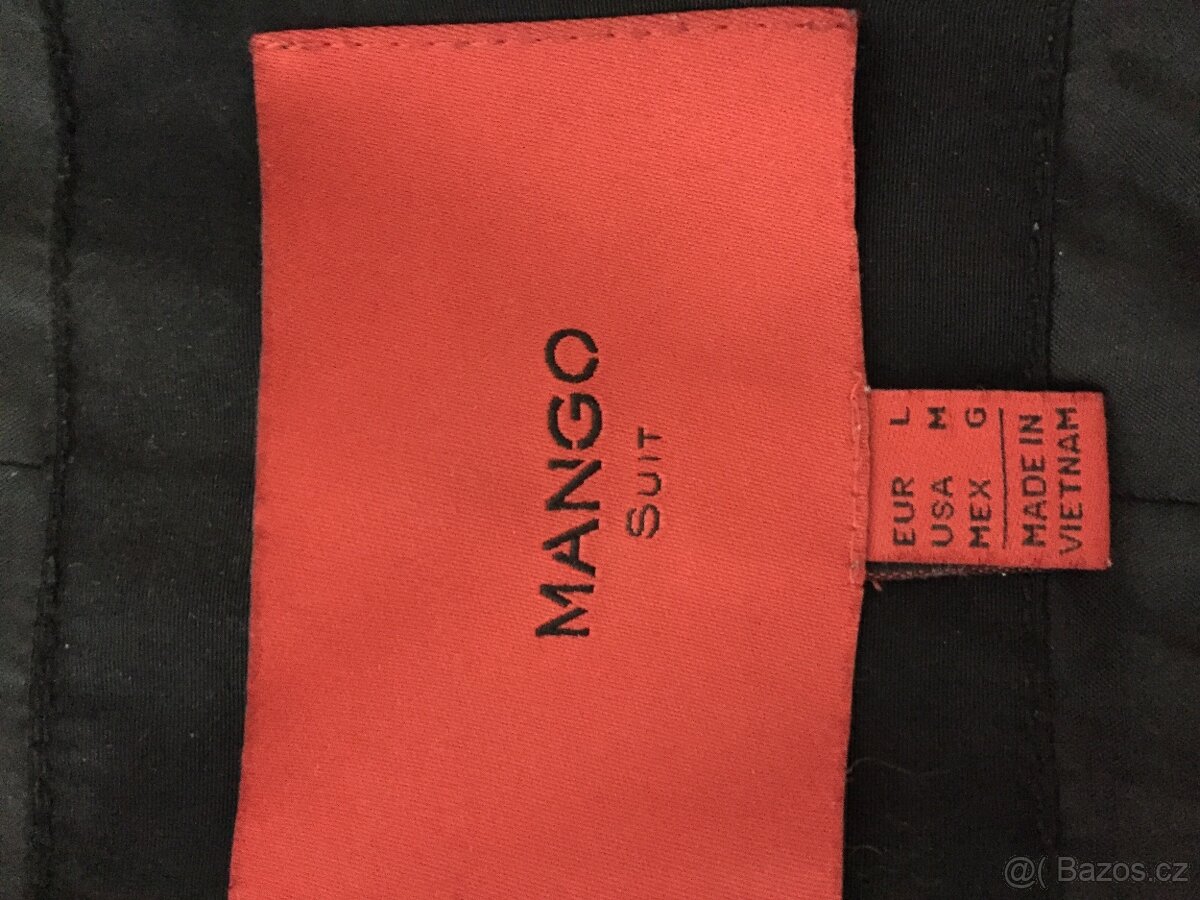 MANGO
SUIT
EUR L
USA M
MEX G
MADE IN
VIETNAM
@( Bazos.cz